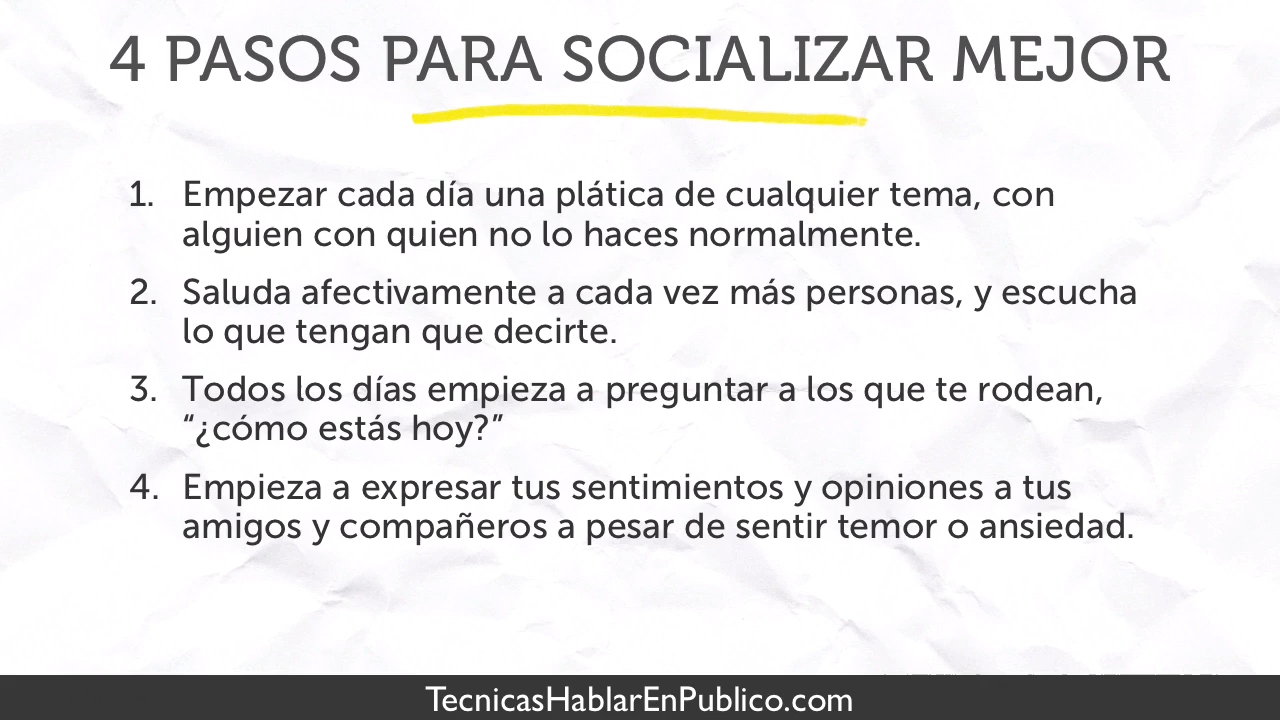 4 PASOS PARA SOCIALIZAR MEJOR
1. Empezar cada día una plática de cualquier tema, con
alguien con quien no lo haces normalmente.
2. Saluda afectivamente a cada vez más personas, y escucha
lo que tengan que decirte.
3. Todos los días empieza a preguntar a los que te rodean,
“¿cómo estás hoy?”
4. Empieza a expresar tus sentimientos y opiniones a tus
amigos y compañeros a pesar de sentir temor o ansiedad.
TecnicasHablarEnPublico.com